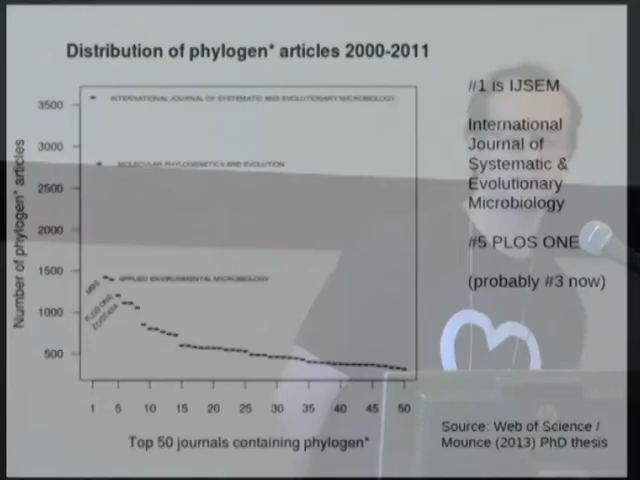 Distribution of phylogen* articles 2000-2011
#1 is IJSEM
International
Journal of
Systematic &
Evolutionary
Microbiology
#5 PLOS ONE
(probably #3 now)
Number of phylogen* articles
3500
3000
2500
2000
1500
1000
500
INTERNATIONAL JOURNAL OF SYSTEMATIC AND EVOLUTIONARY MICROBIOLOGY
MOLECULAR PHYLOGENETICS AND EVOLUTION
APPLIED ENVIRONMENTAL MICROBIOLOGY
PLOS ONE
ZOOTAXA
1 5 10 15 20 25 30 35 40 45 50
Top 50 journals containing phylogen*
Source: Web of Science /
Mounce (2013) PhD thesis